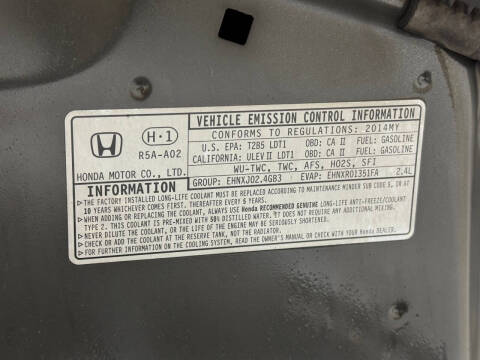 VEHICLE EMISSION CONTROL INFORMATION
CONFORMS TO REGULATIONS: 2014MY
U.S. EPA: T2B5 LDT1 OBD: CA II FUEL: GASOLINE
CALIFORNIA: ULEV II LDT1 OBD: CA II FUEL: GASOLINE
WU-TWC, TWC, AFS, HO2S, SFI
GROUP: EHNXJ02.4GB3 EVAP: EHNXR01351FA 2.4L
H·1
R5A-A02
HONDA MOTOR CO., LTD.
INFORMATION
▶ THE FACTORY INSTALLED LONG-LIFE COOLANT MUST BE REPLACED ACCORDING TO MAINTENANCE MINDER SUB CODE 5, OR AT
10 YEARS WHICHEVER COMES FIRST. THEREAFTER EVERY 5 YEARS.
▶ WHEN ADDING OR REPLACING THE COOLANT, ALWAYS USE Honda RECOMMENDED GENUINE LONG-LIFE ANTI-FREEZE/COOLANT
TYPE 2. THIS COOLANT IS PRE-MIXED WITH 50% DISTILLED WATER. IT DOES NOT REQUIRE ANY ADDITIONAL MIXING.
▶ NEVER DILUTE THE COOLANT, OR THE LIFE OF THE ENGINE MAY BE SERIOUSLY SHORTENED.
▶ CHECK OR ADD THE COOLANT AT THE RESERVE TANK, NOT THE RADIATOR.
▶ FOR FURTHER INFORMATION ON THE COOLING SYSTEM, READ THE OWNER'S MANUAL OR CHECK WITH YOUR Honda DEALER.